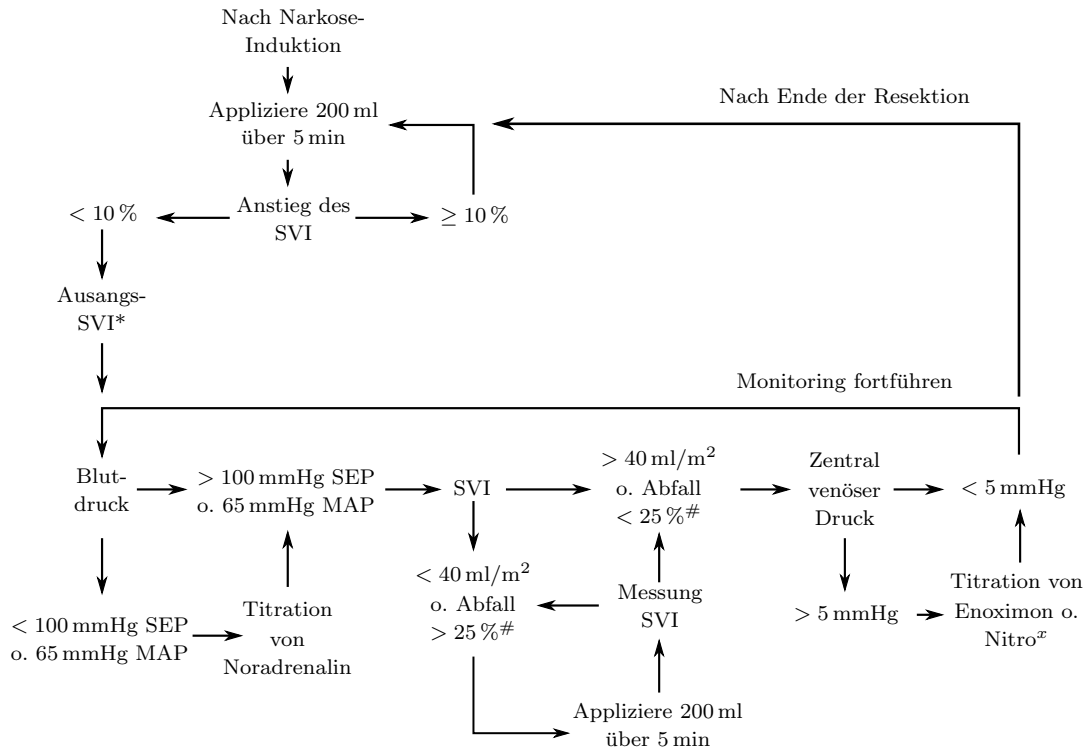 Nach Narkose-
Induktion
Appliziere 200 ml
über 5 min
Nach Ende der Resektion
< 10 %
Anstieg des
SVI
≥ 10 %
Ausangs-
SVI*
Monitoring fortführen
Blut-
druck
> 100 mmHg SEP
o. 65 mmHg MAP
SVI
> 40 ml/m²
o. Abfall
< 25 %#
Zentral
venöser
Druck
< 5 mmHg
< 100 mmHg SEP
o. 65 mmHg MAP
Titration
von
Noradrenalin
< 40 ml/m²
o. Abfall
> 25 %#
Messung
SVI
> 5 mmHg
Titration von
Enoximon o.
Nitroˣ
Appliziere 200 ml
über 5 min